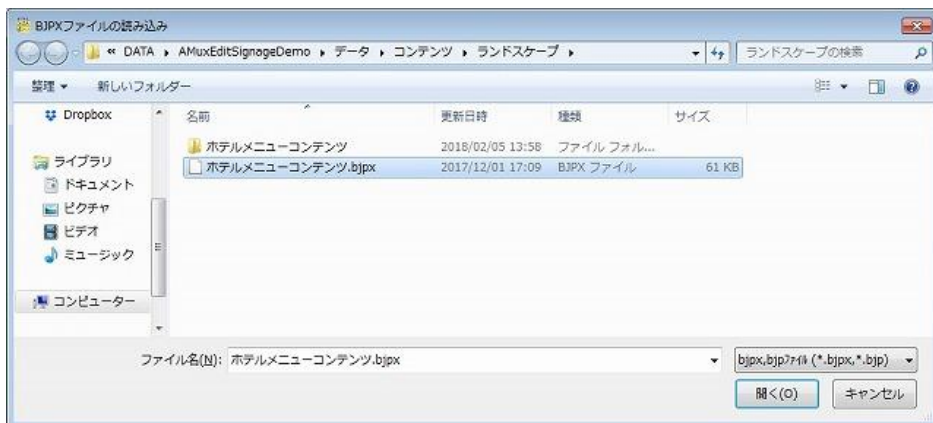 BJPXファイルの読み込み
« DATA ▸ AMuxEditSignageDemo ▸ データ ▸ コンテンツ ▸ ランドスケープ ▸
ランドスケープの検索
整理 ▼ 新しいフォルダー
Dropbox
ライブラリ
ドキュメント
ピクチャ
ビデオ
ミュージック
コンピューター
名前 更新日時 種類 サイズ
ホテルメニューコンテンツ 2018/02/05 13:58 ファイル フォル...
ホテルメニューコンテンツ.bjpx 2017/12/01 17:09 BJPX ファイル 61 KB
ファイル名(N): ホテルメニューコンテンツ.bjpx
bjpx,bjpファイル (*.bjpx,*.bjp)
開く(O) キャンセル